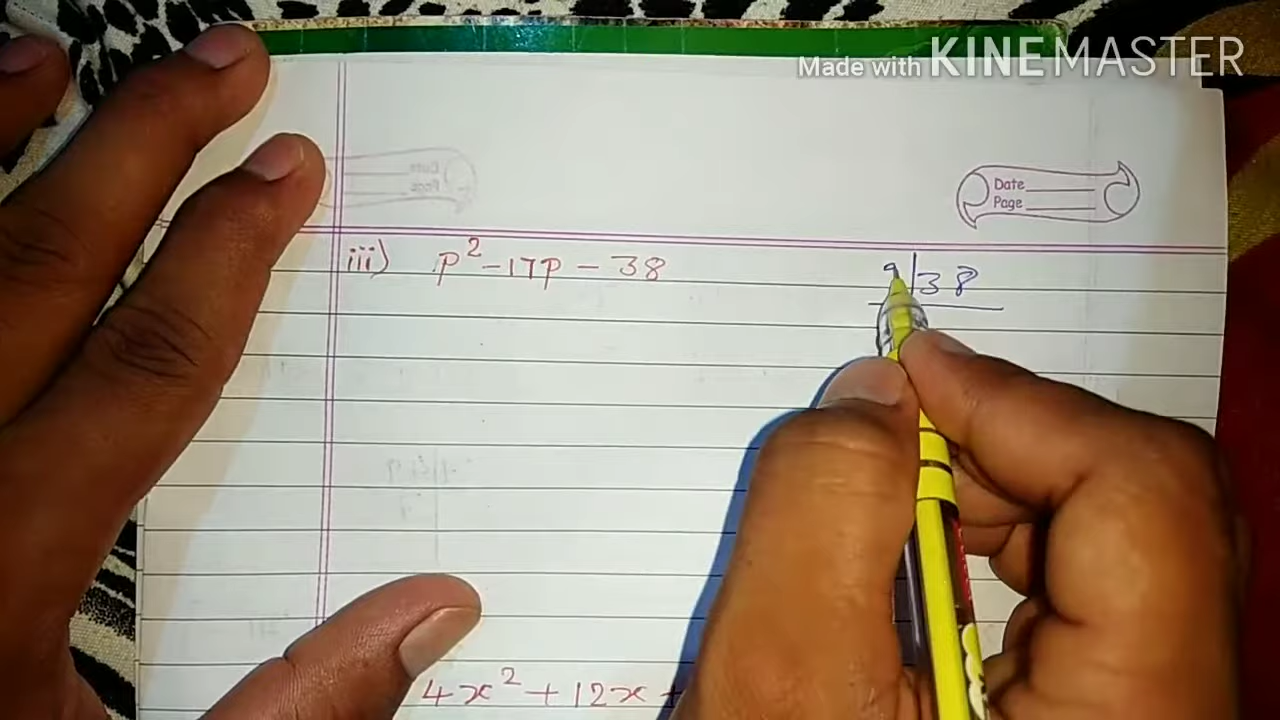 Made with KINEMASTER
Date
Page
iii) p² - 17p - 38
38
4x² + 12x +